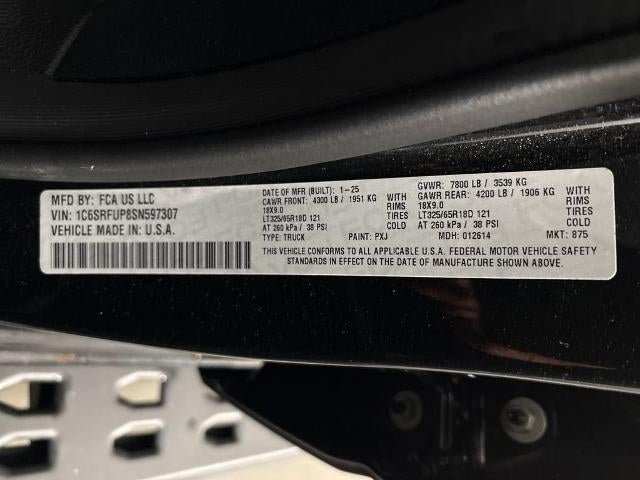 MFD BY: FCA US LLC
VIN: 1C6SRFUP8SN597307
VEHICLE MADE IN U.S.A.
DATE OF MFR (BUILT): 1-25
GAWR FRONT: 4300 LB / 1951 KG
18X9.0
LT325/65R18D 121
AT 260 kPa / 38 PSI
TYPE: TRUCK
PAINT: PXJ
WITH
RIMS
TIRES
COLD
GVWR: 7800 LB / 3539 KG
GAWR REAR: 4200 LB / 1906 KG
18X9.0
LT325/65R18D 121
AT 260 kPa / 38 PSI
MDH: 012614
WITH
RIMS
TIRES
COLD
MKT: 875
THIS VEHICLE CONFORMS TO ALL APPLICABLE U.S.A. FEDERAL MOTOR VEHICLE SAFETY
STANDARDS IN EFFECT ON THE DATE OF MANUFACTURE SHOWN ABOVE.